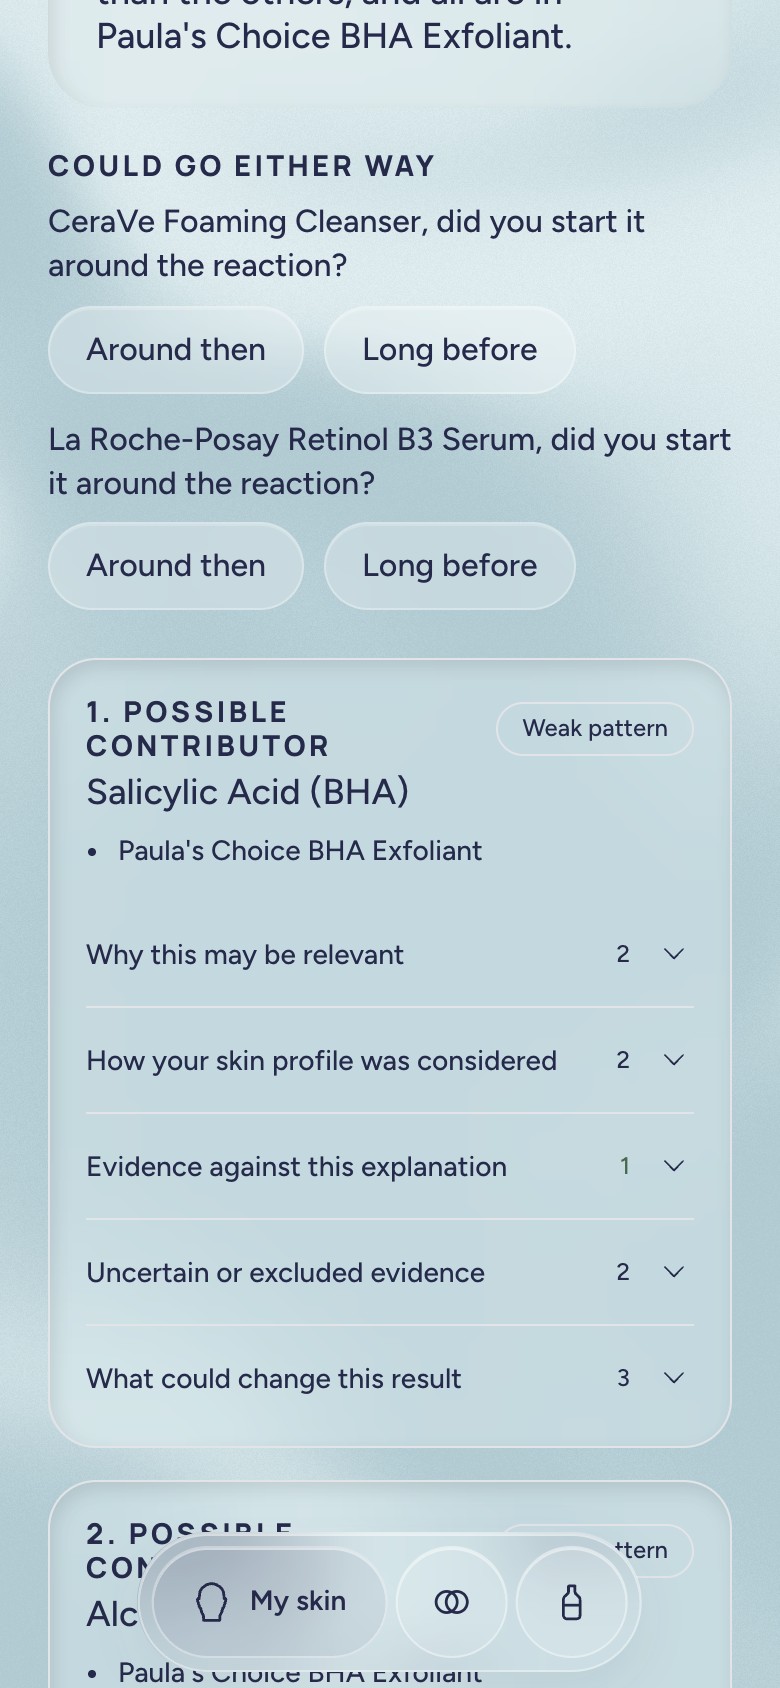 Paula's Choice BHA Exfoliant.
COULD GO EITHER WAY
CeraVe Foaming Cleanser, did you start it
around the reaction?
Around then
Long before
La Roche-Posay Retinol B3 Serum, did you start
it around the reaction?
Around then
Long before
1. POSSIBLE
CONTRIBUTOR
Weak pattern
Salicylic Acid (BHA)
• Paula's Choice BHA Exfoliant
Why this may be relevant 2
How your skin profile was considered 2
Evidence against this explanation 1
Uncertain or excluded evidence 2
What could change this result 3
2. POSSIBLE
My skin
• Paula's Choice BHA Exfoliant